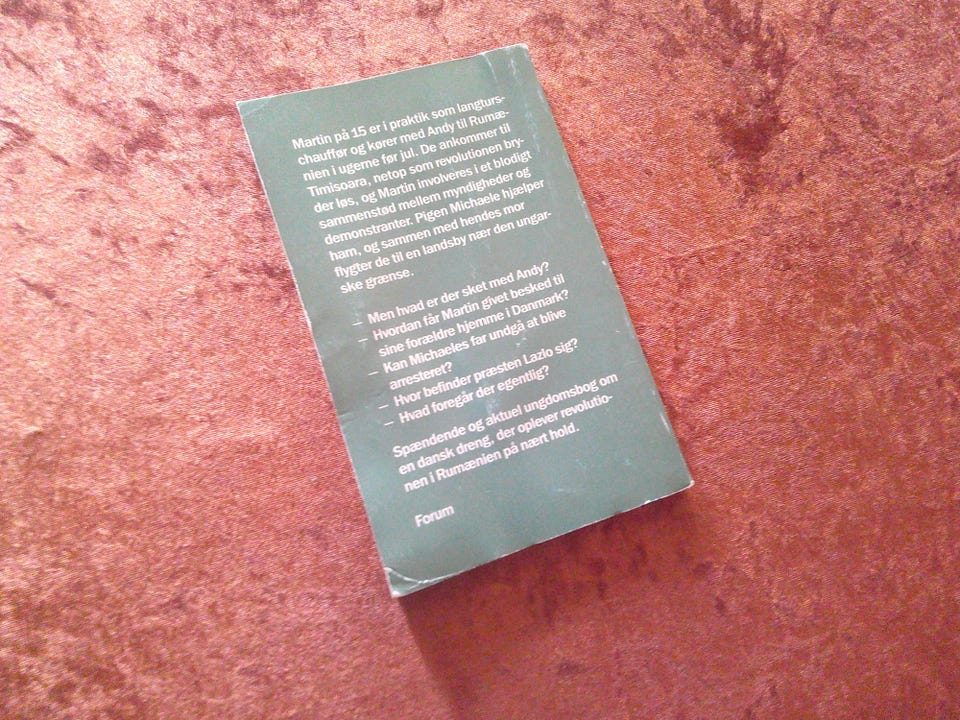 Martin på 15 er i praktik som langturs-
chauffør og kører med Andy til Rumæ-
nien i ugerne før jul. De ankommer til
Timisoara, netop som revolutionen bry-
der løs, og Martin involveres i et blodigt
sammenstød mellem myndigheder og
demonstranter. Pigen Michaele hjælper
ham, og sammen med hendes mor
flygter de til en landsby nær den ungar-
ske grænse.
– Men hvad er der sket med Andy?
– Hvordan får Martin givet besked til
sine forældre hjemme i Danmark?
– Kan Michaeles far undgå at blive
arresteret?
– Hvor befinder præsten Lazlo sig?
– Hvad foregår der egentlig?
Spændende og aktuel ungdomsbog om
en dansk dreng, der oplever revolutio-
nen i Rumænien på nært hold.
Forum